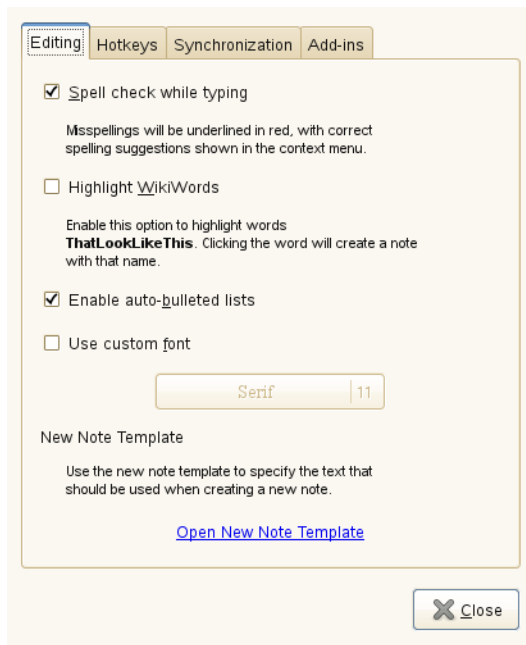 Editing Hotkeys Synchronization Add-ins
Spell check while typing
Misspellings will be underlined in red, with correct
spelling suggestions shown in the context menu.
Highlight WikiWords
Enable this option to highlight words
ThatLookLikeThis. Clicking the word will create a note
with that name.
Enable auto-bulleted lists
Use custom font
Serif 11
New Note Template
Use the new note template to specify the text that
should be used when creating a new note.
Open New Note Template
Close